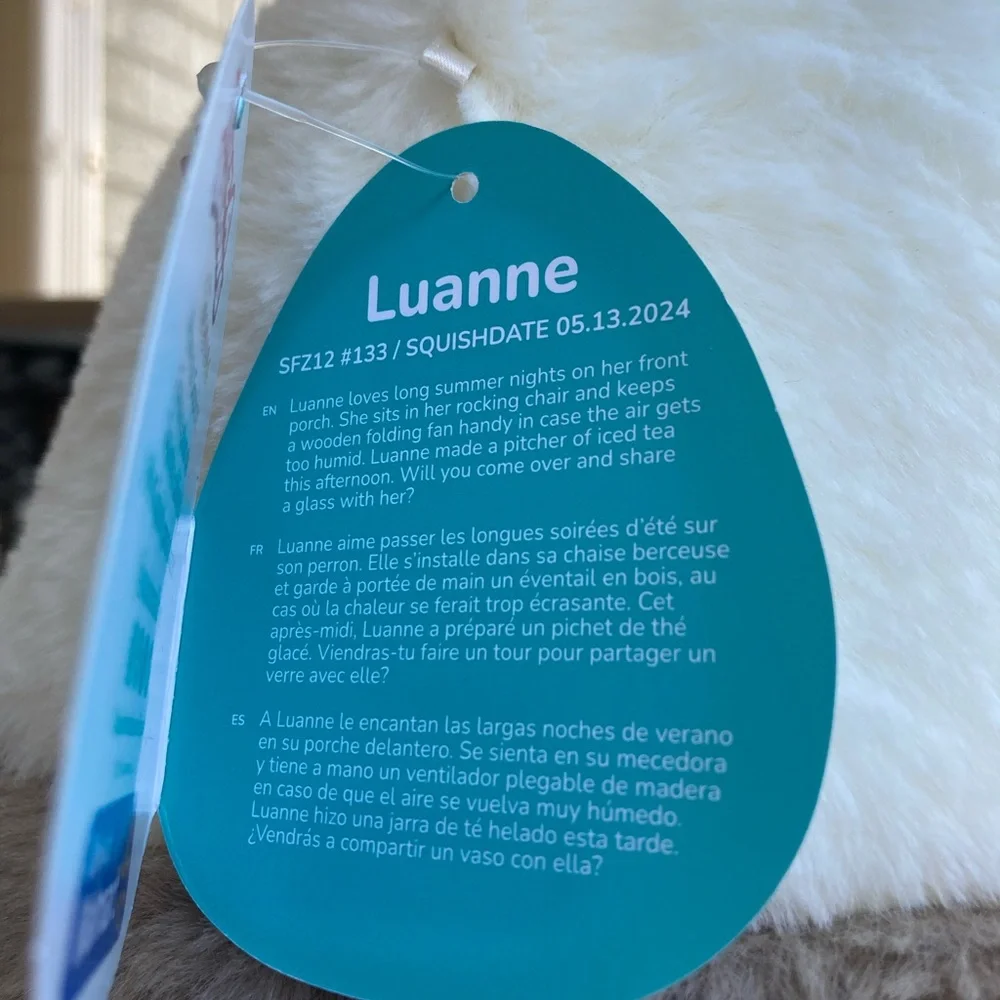 Luanne
SFZ12 #133 / SQUISHDATE 05.13.2024
EN Luanne loves long summer nights on her front
porch. She sits in her rocking chair and keeps
a wooden folding fan handy in case the air gets
too humid. Luanne made a pitcher of iced tea
this afternoon. Will you come over and share
a glass with her?
FR Luanne aime passer les longues soirées d'été sur
son perron. Elle s'installe dans sa chaise berceuse
et garde à portée de main un éventail en bois, au
cas où la chaleur se ferait trop écrasante. Cet
après-midi, Luanne a préparé un pichet de thé
glacé. Viendras-tu faire un tour pour partager un
verre avec elle?
ES A Luanne le encantan las largas noches de verano
en su porche delantero. Se sienta en su mecedora
y tiene a mano un ventilador plegable de madera
en caso de que el aire se vuelva muy húmedo.
Luanne hizo una jarra de té helado esta tarde.
¿Vendrás a compartir un vaso con ella?